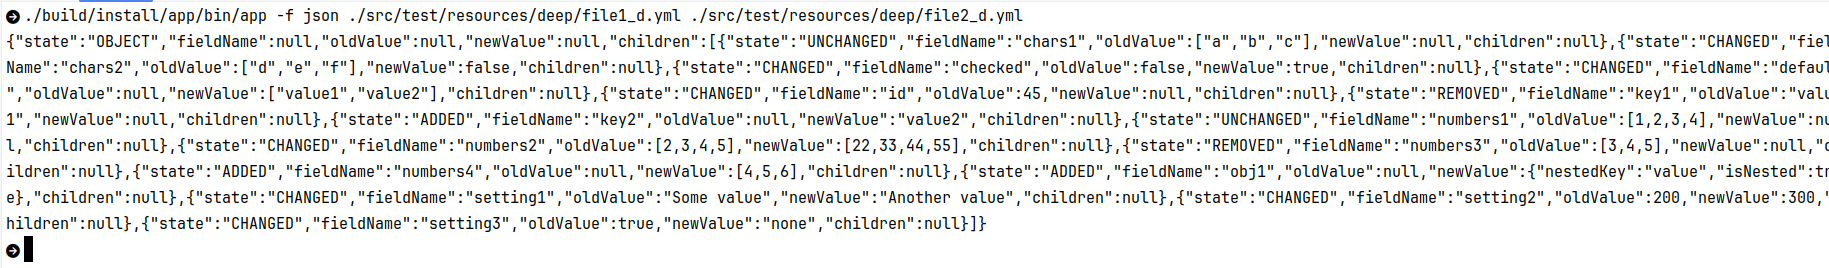 ./build/install/app/bin/app -f json ./src/test/resources/deep/file1_d.yml ./src/test/resources/deep/file2_d.yml
{"state":"OBJECT","fieldName":null,"oldValue":null,"newValue":null,"children":[{"state":"UNCHANGED","fieldName":"chars1","oldValue":["a","b","c"],"newValue":null,"children":null},{"state":"CHANGED","fiel
Name":"chars2","oldValue":["d","e","f"],"newValue":false,"children":null},{"state":"CHANGED","fieldName":"checked","oldValue":false,"newValue":true,"children":null},{"state":"CHANGED","fieldName":"defaul
","oldValue":null,"newValue":["value1","value2"],"children":null},{"state":"CHANGED","fieldName":"id","oldValue":45,"newValue":null,"children":null},{"state":"REMOVED","fieldName":"key1","oldValue":"valu
1","newValue":null,"children":null},{"state":"ADDED","fieldName":"key2","oldValue":null,"newValue":"value2","children":null},{"state":"UNCHANGED","fieldName":"numbers1","oldValue":[1,2,3,4],"newValue":nu
l,"children":null},{"state":"CHANGED","fieldName":"numbers2","oldValue":[2,3,4,5],"newValue":[22,33,44,55],"children":null},{"state":"REMOVED","fieldName":"numbers3","oldValue":[3,4,5],"newValue":null,"c
ildren":null},{"state":"ADDED","fieldName":"numbers4","oldValue":null,"newValue":[4,5,6],"children":null},{"state":"ADDED","fieldName":"obj1","oldValue":null,"newValue":{"nestedKey":"value","isNested":tr
e},"children":null},{"state":"CHANGED","fieldName":"setting1","oldValue":"Some value","newValue":"Another value","children":null},{"state":"CHANGED","fieldName":"setting2","oldValue":200,"newValue":300,"
hildren":null},{"state":"CHANGED","fieldName":"setting3","oldValue":true,"newValue":"none","children":null}]}